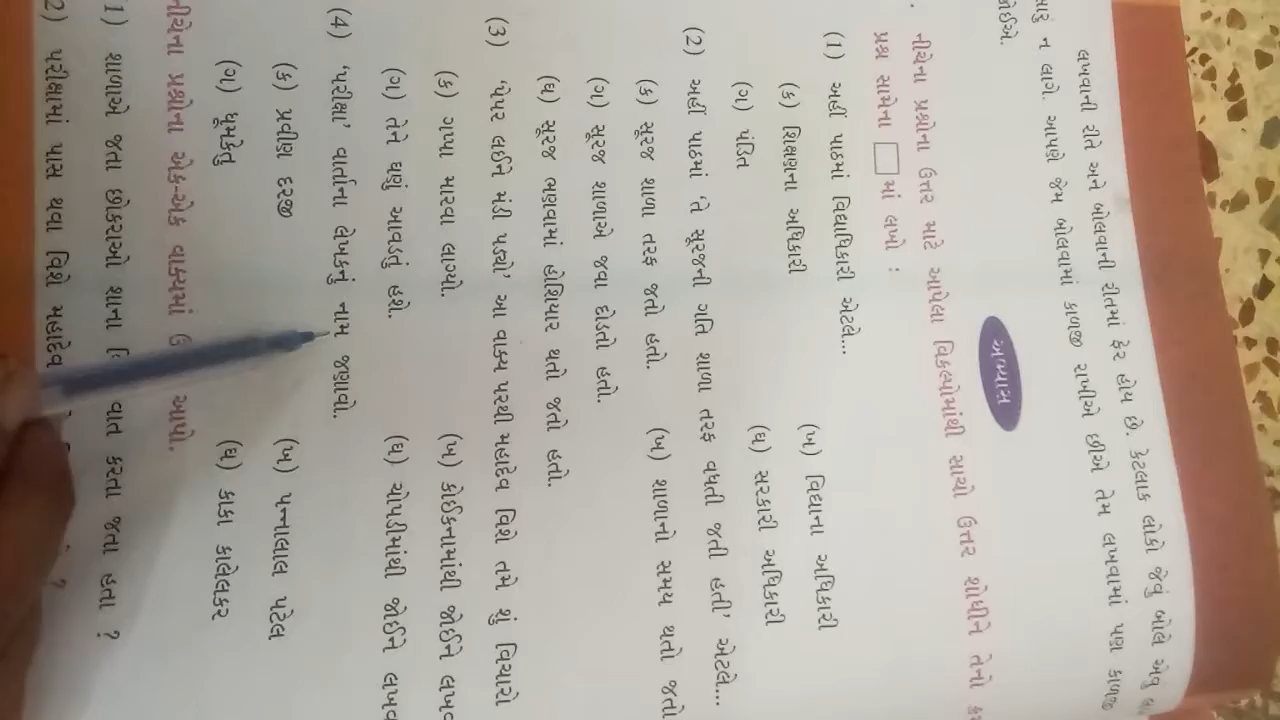 લખવાની રીત અને બોલવાની રીતમાં ફેર હોય છે. કેટલાક લોકો જેવું બોલે એવું
સારું ન લાગે. આપણે જેમ બોલવામાં કાળજી રાખીએ છીએ તેમ લખવામાં પણ કાળજી
જોઈએ.
અભ્યાસ
નીચેના પ્રશ્નોના ઉત્તર માટે આપેલા વિકલ્પોમાંથી સાચો ઉત્તર શોધીને તેનો
પ્રશ્ન સામેના માં લખો :
(1) અહીં પાઠમાં વિદ્યાધિકારી એટલે...
(ક) શિક્ષણના અધિકારી (ખ) વિદ્યાના અધિકારી
(ગ) પંડિત (ઘ) સરકારી અધિકારી
(2) અહીં પાઠમાં 'ને સૂરજની ગતિ શાળા તરફ વધતી જતી હતી' એટલે....
(ક) સૂરજ શાળા તરફ જતો હતો. (ખ) શાળાનો સમય થતો જતો
(ગ) સૂરજ શાળાએ જવા દોડતો હતો.
(ઘ) સૂરજ ભણવામાં હોશિયાર થતો જતો હતો.
(3) 'પેપર લઈને મંડી પડ્યો' આ વાક્ય પરથી મહાદેવ વિશે તમે શું વિચારો
(ક) ગપ્પા મારવા લાગ્યો. (ખ) કોઈકનામાંથી જોઈને
(ગ) તેને ઘણું આવડતું હશે. (ઘ) ચોપડીમાંથી જોઈને
(4) 'પરીક્ષા' વાર્તાના લેખકનું નામ જણાવો.
(ક) પ્રવીણ દરજી (ખ) પન્નાલાલ પટેલ
(ગ) ધૂમકેતુ (ઘ) કાકા કાલેલકર
નીચેના પ્રશ્નોના એક-એક વાક્યમાં આપો.
1) શાળાએ જતા છોકરાઓ શાના વાત કરતા જતા હતા ?
2) પરીક્ષામાં પાસ થવા વિશે મહાદેવ ?